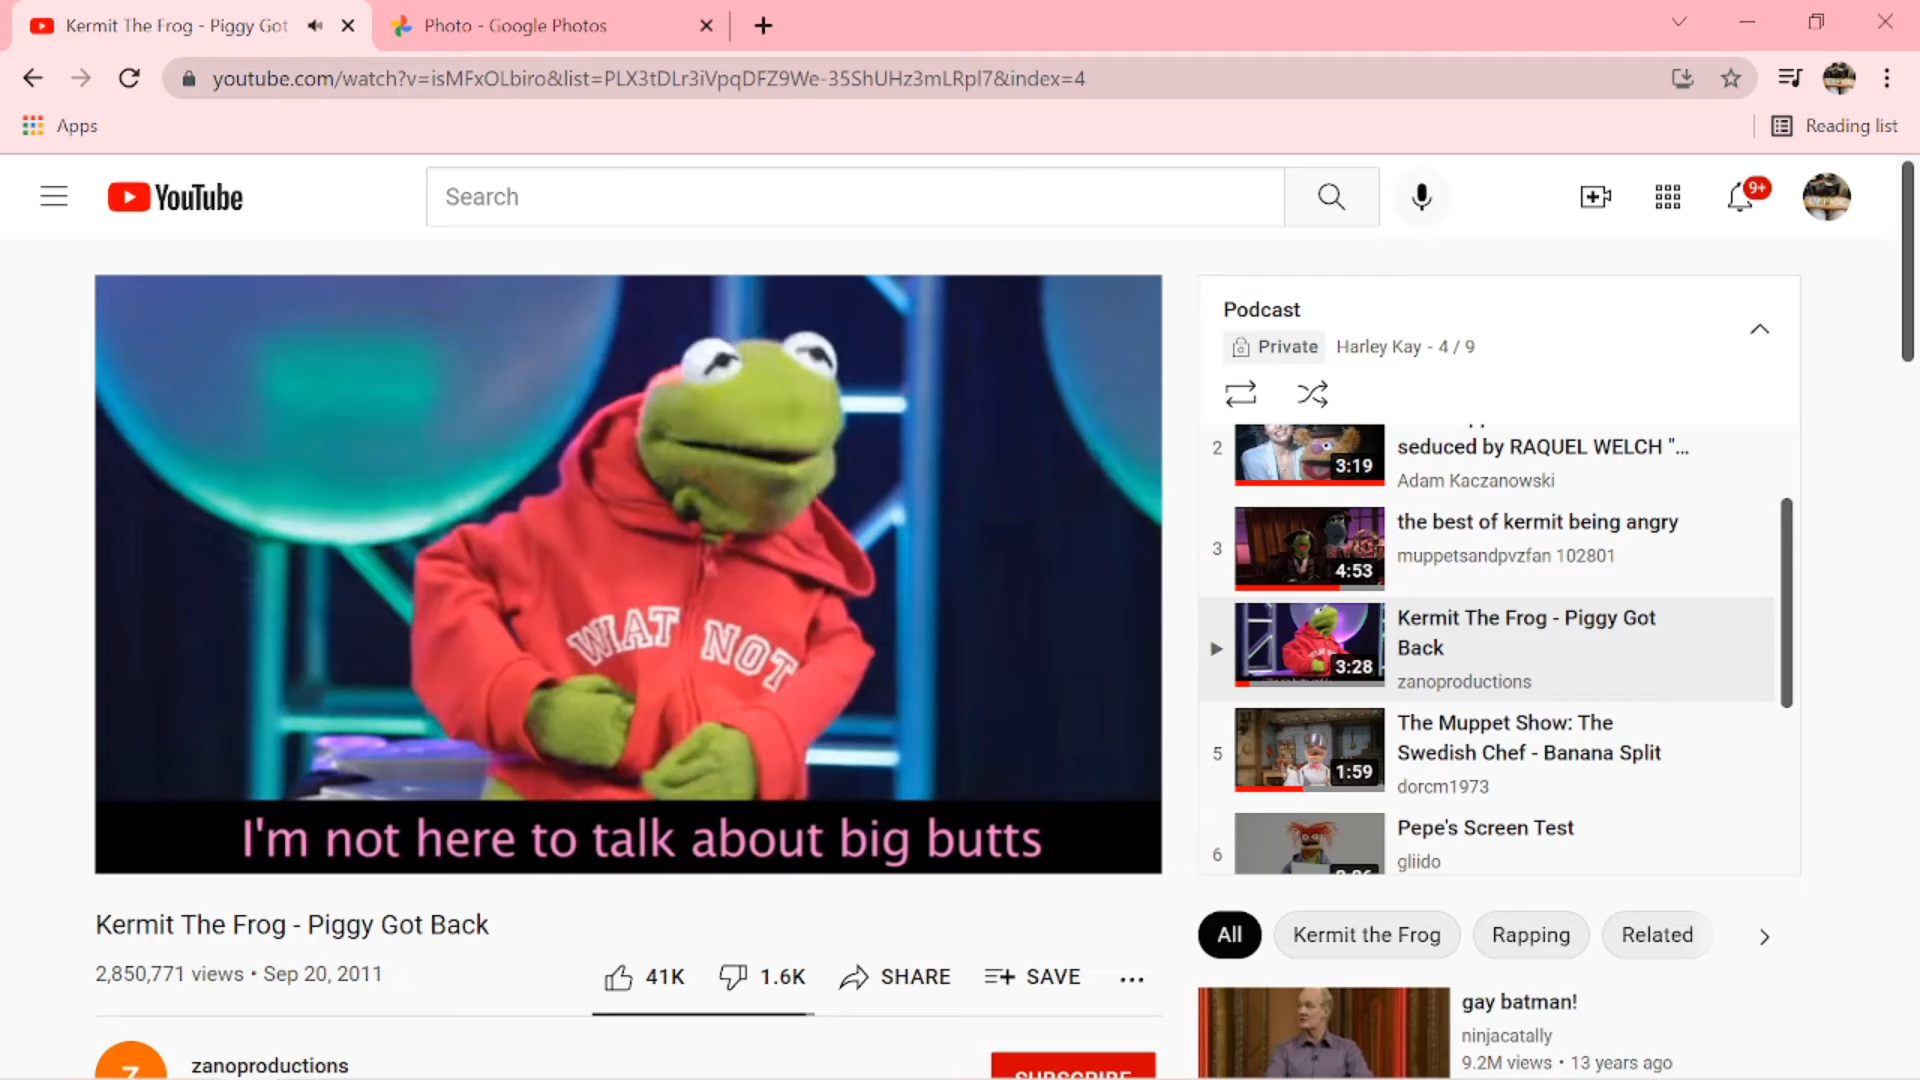 Kermit The Frog - Piggy Got
Photo - Google Photos
youtube.com/watch?v=isMFxOLbiro&list=PLX3tDLr3iVpqDFZ9We-35ShUHz3mLRpl7&index=4
Apps
Reading list
YouTube
Search
9+
WHAT NOT
I'm not here to talk about big butts
Podcast
Private Harley Kay - 4 / 9
2
3:19
seduced by RAQUEL WELCH "...
Adam Kaczanowski
3
4:53
the best of kermit being angry
muppetsandpvzfan 102801
3:28
Kermit The Frog - Piggy Got
Back
zanoproductions
5
1:59
The Muppet Show: The
Swedish Chef - Banana Split
dorcm1973
6
Pepe's Screen Test
gliido
Kermit The Frog - Piggy Got Back
2,850,771 views • Sep 20, 2011
41K 1.6K SHARE SAVE
All Kermit the Frog Rapping Related
gay batman!
ninjacatally
9.2M views • 13 years ago
Z
zanoproductions
SUBSCRIBE